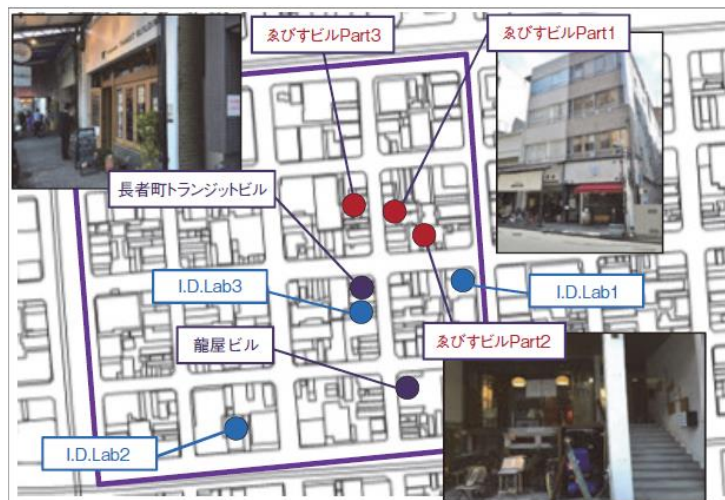 ゑびすビルPart3
ゑびすビルPart1
長者町トランジットビル
I.D.Lab3
I.D.Lab1
龍屋ビル
ゑびすビルPart2
I.D.Lab2